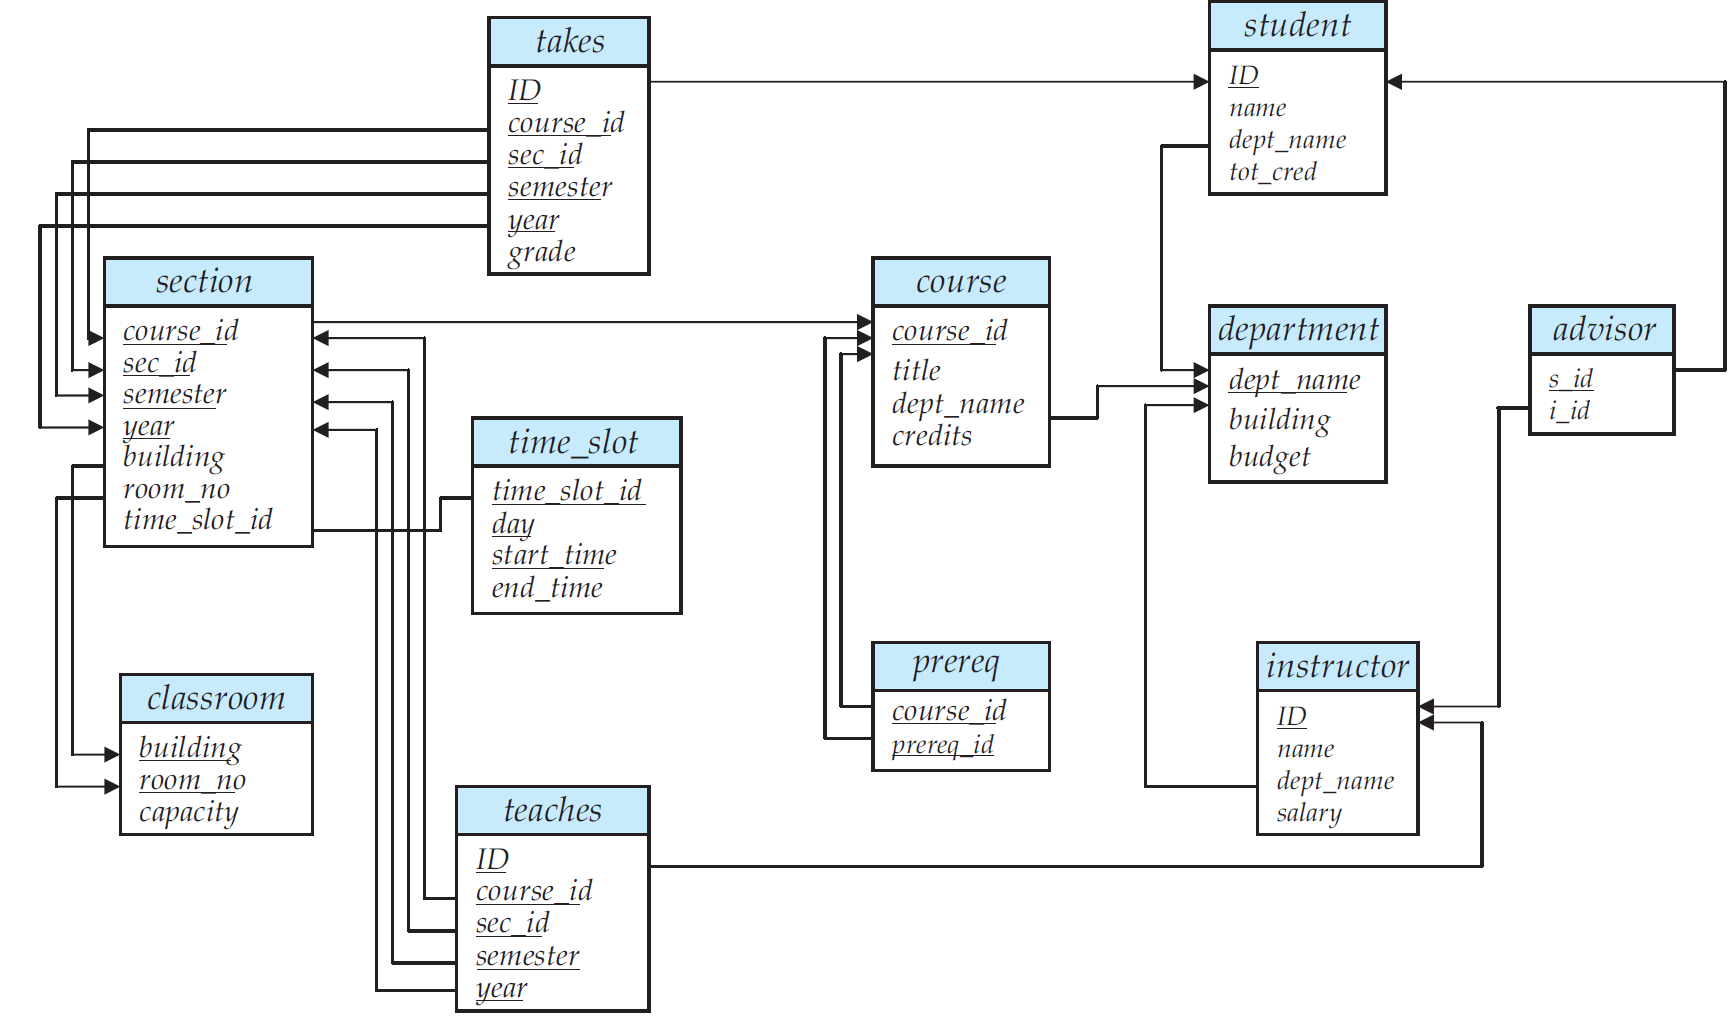 takes
ID
course_id
sec_id
semester
year
grade
student
ID
name
dept_name
tot_cred
section
course_id
sec_id
semester
year
building
room_no
time_slot_id
course
course_id
title
dept_name
credits
department
dept_name
building
budget
advisor
s_id
i_id
time_slot
time_slot_id
day
start_time
end_time
prereq
course_id
prereq_id
instructor
ID
name
dept_name
salary
classroom
building
room_no
capacity
teaches
ID
course_id
sec_id
semester
year